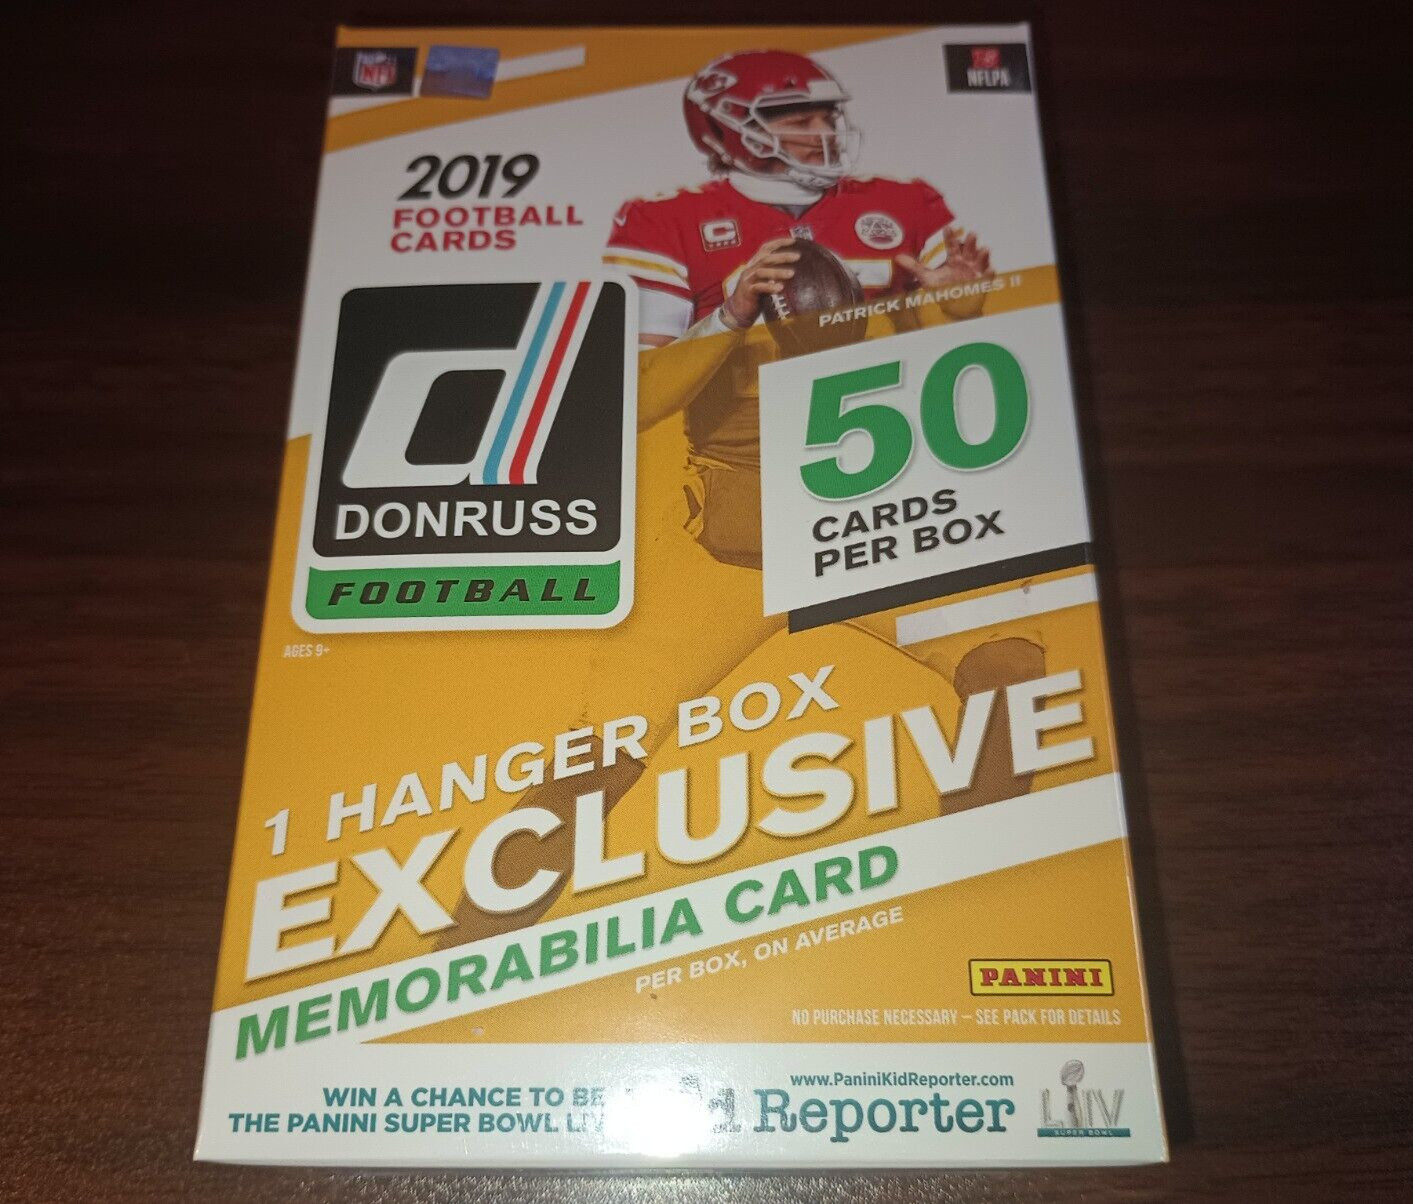 NFL
NFLPA
2019
FOOTBALL
CARDS
C
PATRICK MAHOMES II
d
DONRUSS
FOOTBALL
50
CARDS
PER BOX
AGES 9+
1 HANGER BOX
EXCLUSIVE
MEMORABILIA CARD
PER BOX, ON AVERAGE
PANINI
NO PURCHASE NECESSARY – SEE PACK FOR DETAILS
WIN A CHANCE TO BE
THE PANINI SUPER BOWL
www.PaniniKidReporter.com
Reporter
LIV
SUPER BOWL